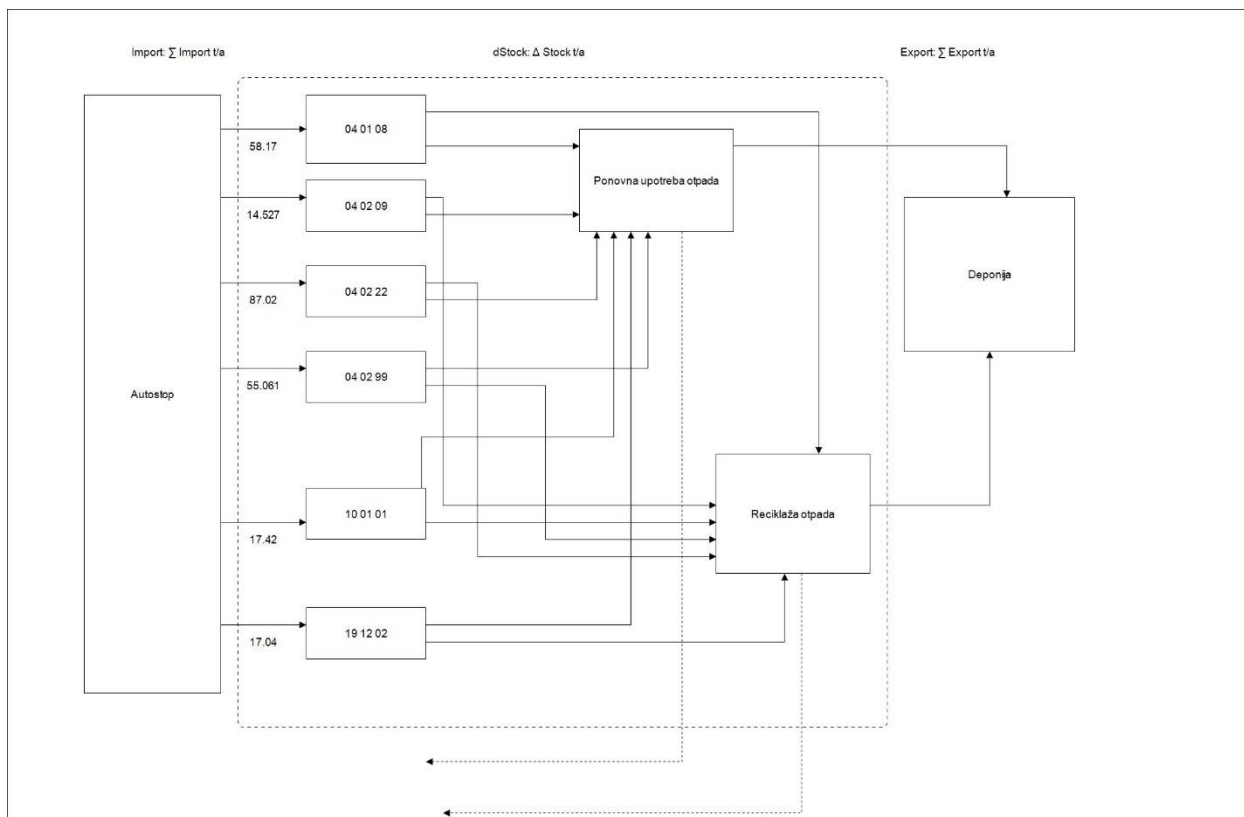 Import: ∑ Import t/a
dStock: Δ Stock t/a
Export: ∑ Export t/a
04 01 08
58.17
Ponovna upotreba otpada
04 02 09
14.527
Deponija
04 02 22
87.02
04 02 99
55.061
Autostop
10 01 01
17.42
Reciklaža otpada
19 12 02
17.04